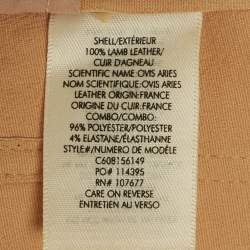 SHELL/EXTÉRIEUR
100% LAMB LEATHER/
CUIR D'AGNEAU
SCIENTIFIC NAME: OVIS ARIES
NOM SCIENTIFIQUE: OVIS ARIES
LEATHER ORIGIN: FRANCE
ORIGINE DU CUIR: FRANCE
COMBO/COMBO:
96% POLYESTER/POLYESTER
4% ELASTANE/ÉLASTHANNE
STYLE#/NUMERO DE MODÈLE:
C608156149
PO# 114395
RN# 107677
CARE ON REVERSE
ENTRETIEN AU VERSO